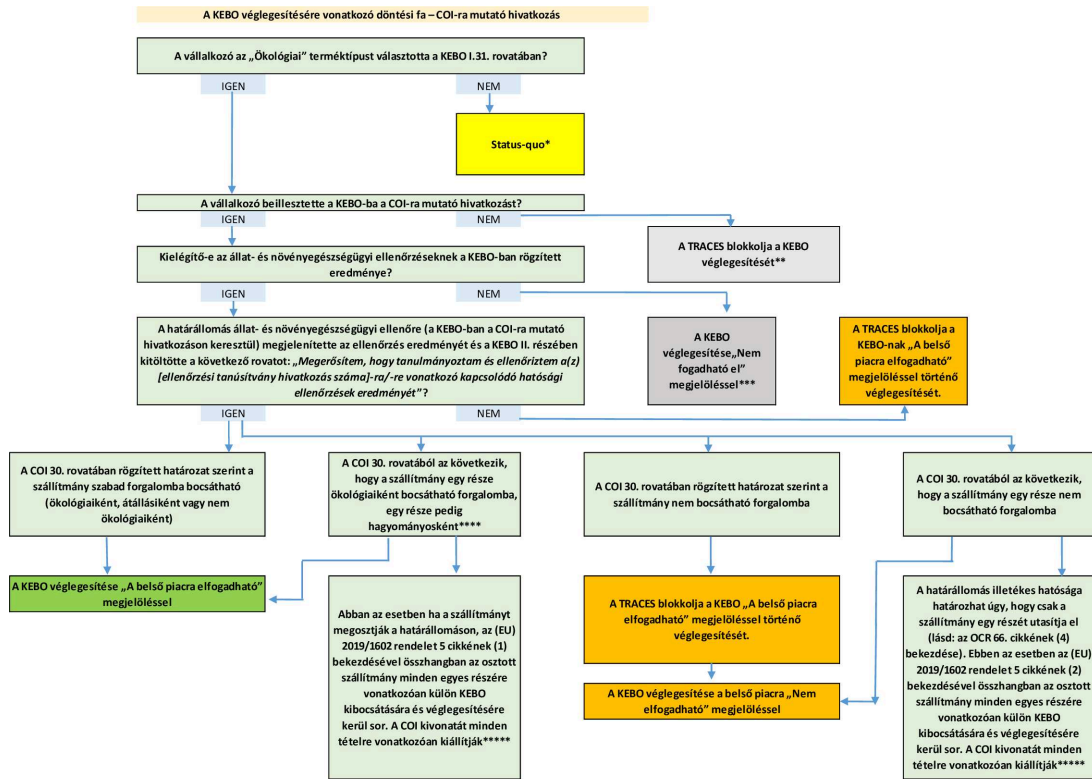 A KEBO véglegesítésére vonatkozó döntési fa – COI-ra mutató hivatkozás
A vállalkozó az „Ökológiai” terméktípust választotta a KEBO I.31. rovatában?
IGEN
NEM
Status-quo*
A vállalkozó beillesztette a KEBO-ba a COI-ra mutató hivatkozást?
IGEN
NEM
A TRACES blokkolja a KEBO
véglegesítését**
Kielégítő-e az állat- és növényegészségügyi ellenőrzéseknek a KEBO-ban rögzített
eredménye?
IGEN
NEM
A határállomás állat- és növényegészségügyi ellenőre (a KEBO-ban a COI-ra mutató
hivatkozáson keresztül) megjelenítette az ellenőrzés eredményét és a KEBO II. részében
kitöltötte a következő rovatot: „Megerősítem, hogy tanulmányoztam és ellenőriztem a(z)
[ellenőrzési tanúsítvány hivatkozás száma]-ra/-re vonatkozó kapcsolódó hatósági
ellenőrzések eredményét”?
A KEBO
véglegesítése„Nem
fogadható el”
megjelöléssel***
A TRACES blokkolja a
KEBO-nak „A belső
piacra elfogadható”
megjelöléssel történő
véglegesítését.
IGEN
NEM
A COI 30. rovatában rögzített határozat szerint a
szállítmány szabad forgalomba bocsátható
(ökológiaiként, átállásiként vagy nem
ökológiaiként)
A COI 30. rovatából az következik,
hogy a szállítmány egy része
ökológiaiként bocsátható forgalomba,
egy része pedig
hagyományosként****
A COI 30. rovatában rögzített határozat szerint a
szállítmány nem bocsátható forgalomba
A COI 30. rovatából az következik,
hogy a szállítmány egy része nem
bocsátható forgalomba
A KEBO véglegesítése „A belső piacra elfogadható”
megjelöléssel
Abban az esetben ha a szállítmányt
megosztják a határállomáson, az (EU)
2019/1602 rendelet 5 cikkének (1)
bekezdésével összhangban az osztott
szállítmány minden egyes részére
vonatkozóan külön KEBO
kibocsátására és véglegesítésére
kerül sor. A COI kivonatát minden
tételre vonatkozóan kiállítják*****
A TRACES blokkolja a KEBO „A belső piacra
elfogadható” megjelöléssel történő
véglegesítését.
A KEBO véglegesítése a belső piacra „Nem
elfogadható” megjelöléssel
A határállomás illetékes hatósága
határozhat úgy, hogy csak a
szállítmány egy részét utasítja el
(lásd: az OCR 66. cikkének (4)
bekezdése). Ebben az esetben az (EU)
2019/1602 rendelet 5 cikkének (2)
bekezdésével összhangban az osztott
szállítmány minden egyes részére
vonatkozóan külön KEBO
kibocsátására és véglegesítésére
kerül sor. A COI kivonatát minden
tételre vonatkozóan kiállítják*****